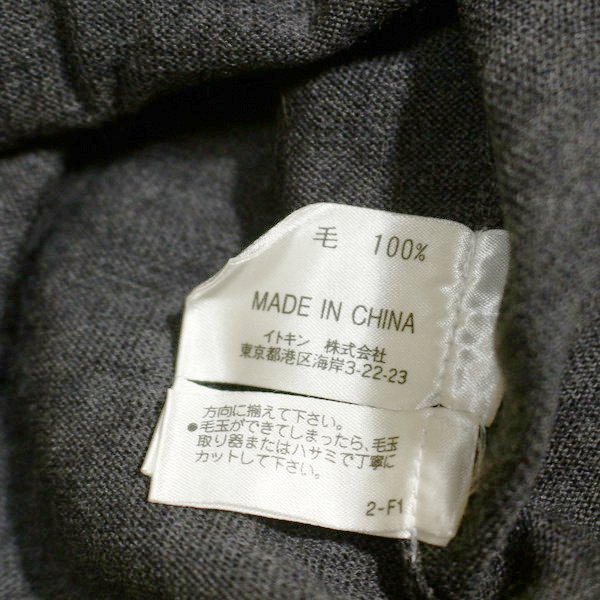 毛 100%
MADE IN CHINA
イトキン 株式会社
東京都港区海岸3-22-23
方向に揃えて下さい。
●毛玉ができてしまったら、毛玉
取り器またはハサミで丁寧に
カットして下さい。
2-F1